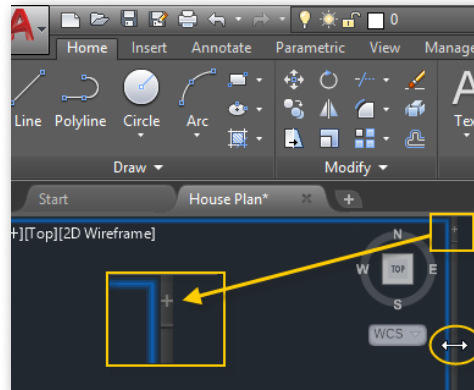 0
Home Insert Annotate Parametric View Manage
Line Polyline Circle Arc
Draw Modify
Start House Plan*
+][Top][2D Wireframe]
N
W TOP E
S
WCS